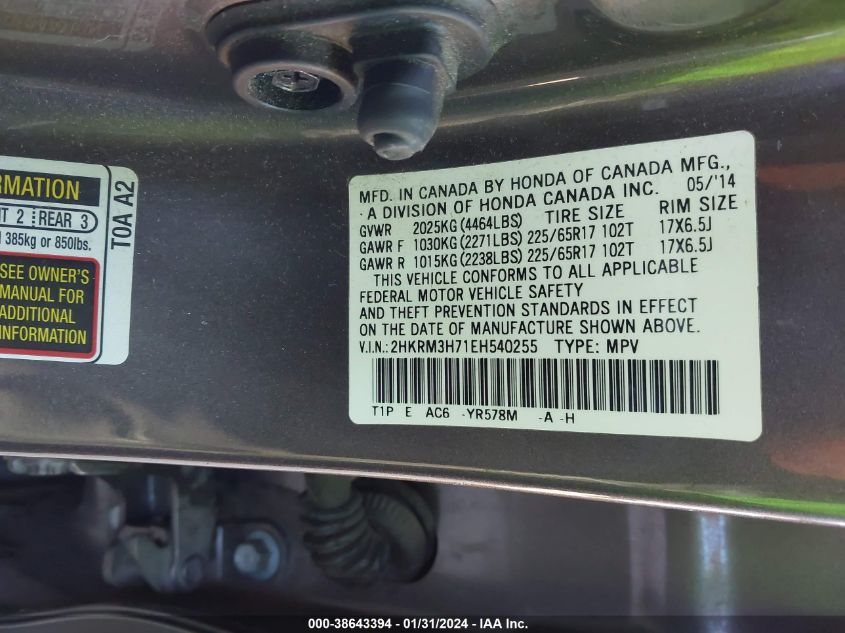 RMATION
NT 2 REAR 3
385kg or 850lbs.
SEE OWNER'S
MANUAL FOR
ADDITIONAL
INFORMATION
TOA A2
MFD. IN CANADA BY HONDA OF CANADA MFG.,
A DIVISION OF HONDA CANADA INC. 05/'14
GVWR 2025KG(4464LBS) TIRE SIZE RIM SIZE
GAWR F 1030KG(2271LBS) 225/65R17 102T 17X6.5J
GAWR R 1015KG(2238LBS) 225/65R17 102T 17X6.5J
THIS VEHICLE CONFORMS TO ALL APPLICABLE
FEDERAL MOTOR VEHICLE SAFETY
AND THEFT PREVENTION STANDARDS IN EFFECT
ON THE DATE OF MANUFACTURE SHOWN ABOVE.
V.I.N.: 2HKRM3H71EH540255 TYPE: MPV
T1P E AC6 -YR578M -A -H
000-38643394 - 01/31/2024 - IAA Inc.